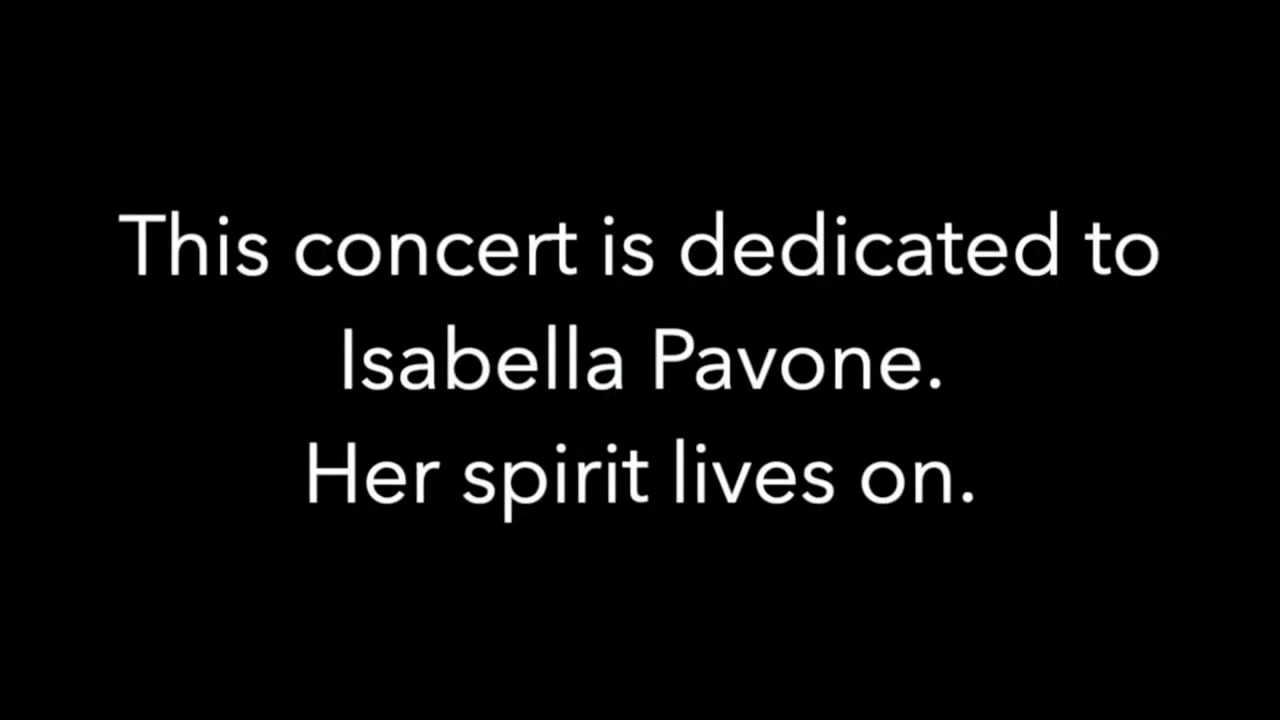 This concert is dedicated to
Isabella Pavone.
Her spirit lives on.